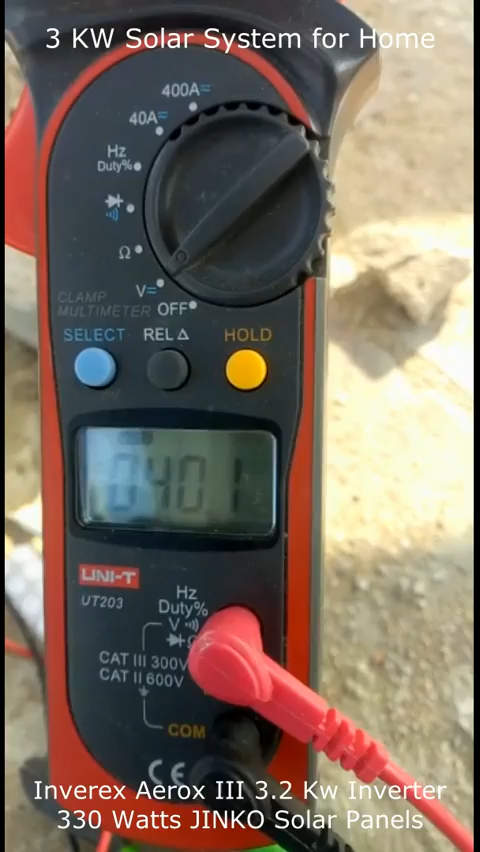 3 KW Solar System for Home
400A≂
40A≂
Hz
Duty%
Ω
V≂
OFF
CLAMP
MULTIMETER
SELECT REL Δ HOLD
0401
UNI-T
UT203
Hz
Duty%
V
CAT III 300V
CAT II 600V
COM
CE
Inverex Aerox III 3.2 Kw Inverter
330 Watts JINKO Solar Panels